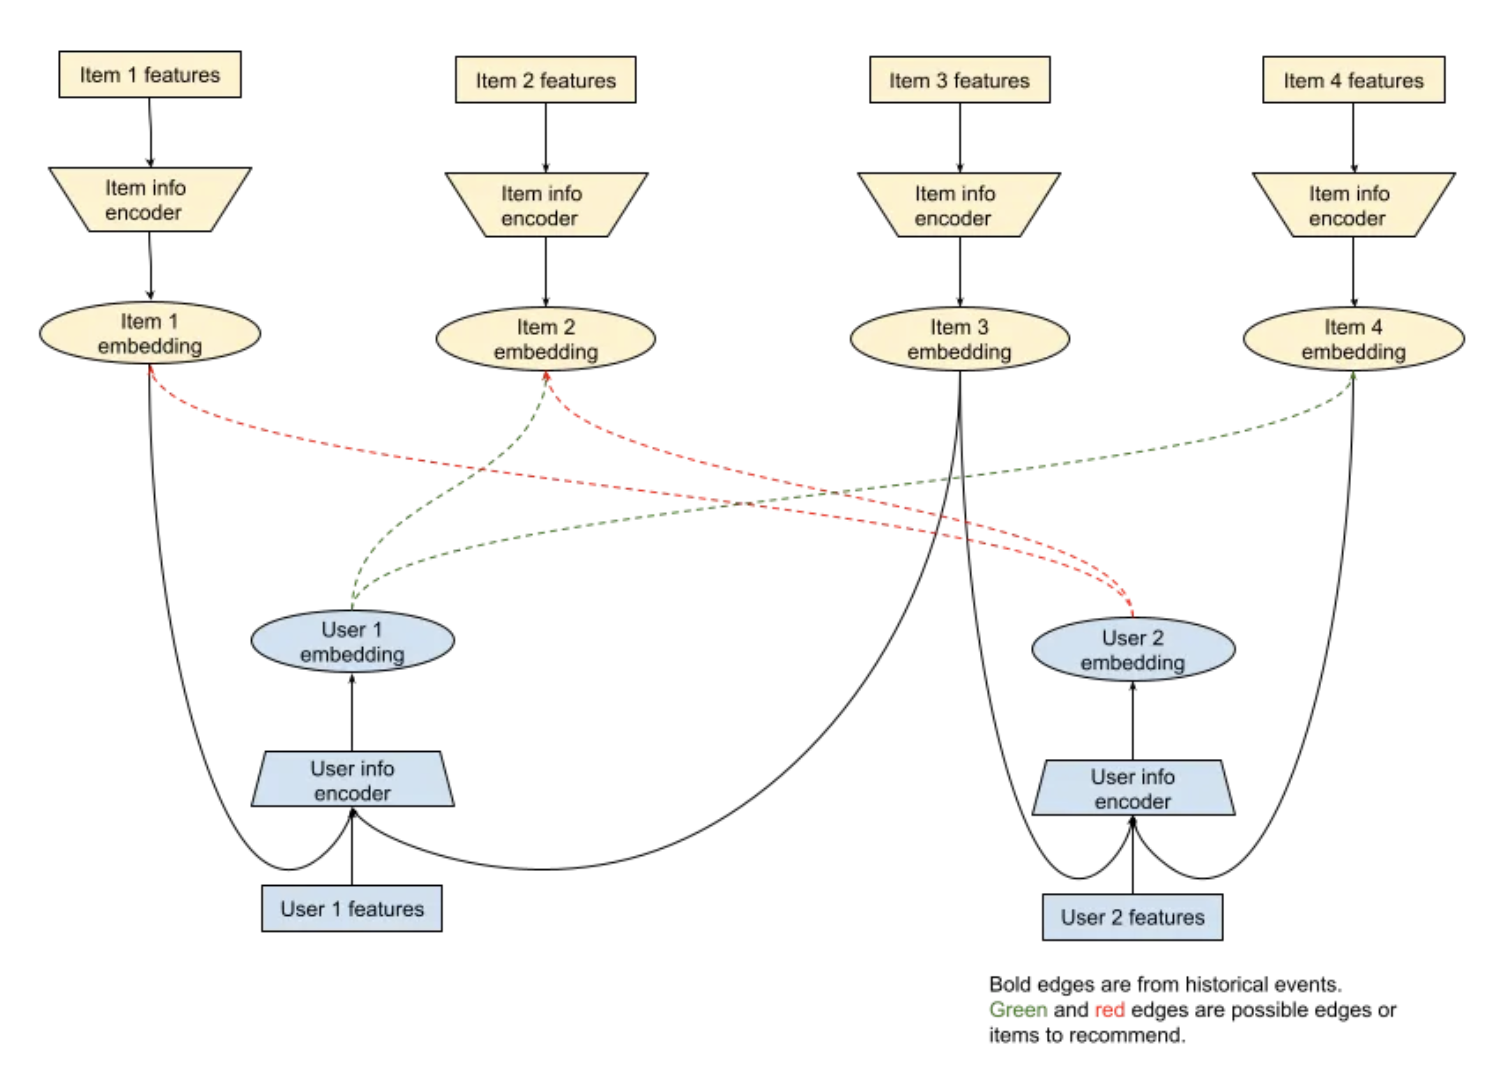 Item 1 features
Item 2 features
Item 3 features
Item 4 features
Item info
encoder
Item info
encoder
Item info
encoder
Item info
encoder
Item 1
embedding
Item 2
embedding
Item 3
embedding
Item 4
embedding
User 1
embedding
User 2
embedding
User info
encoder
User info
encoder
User 1 features
User 2 features
Bold edges are from historical events.
Green and red edges are possible edges or
items to recommend.